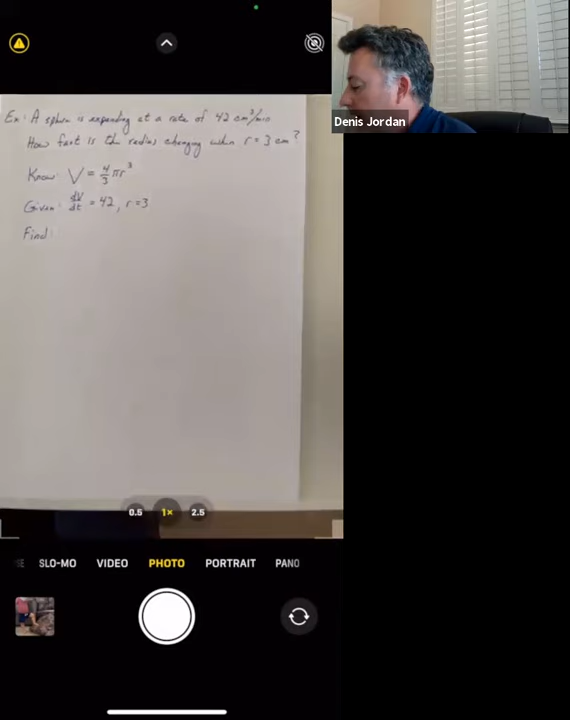 Denis Jordan
Ex: A sphere is expanding at a rate of 42 cm³/min
How fast is the radius changing when r = 3 cm?
Know: V = 4/3 πr³
Given: dV/dt = 42, r = 3
Find:
0.5 1× 2.5
SLO-MO VIDEO PHOTO PORTRAIT PANO